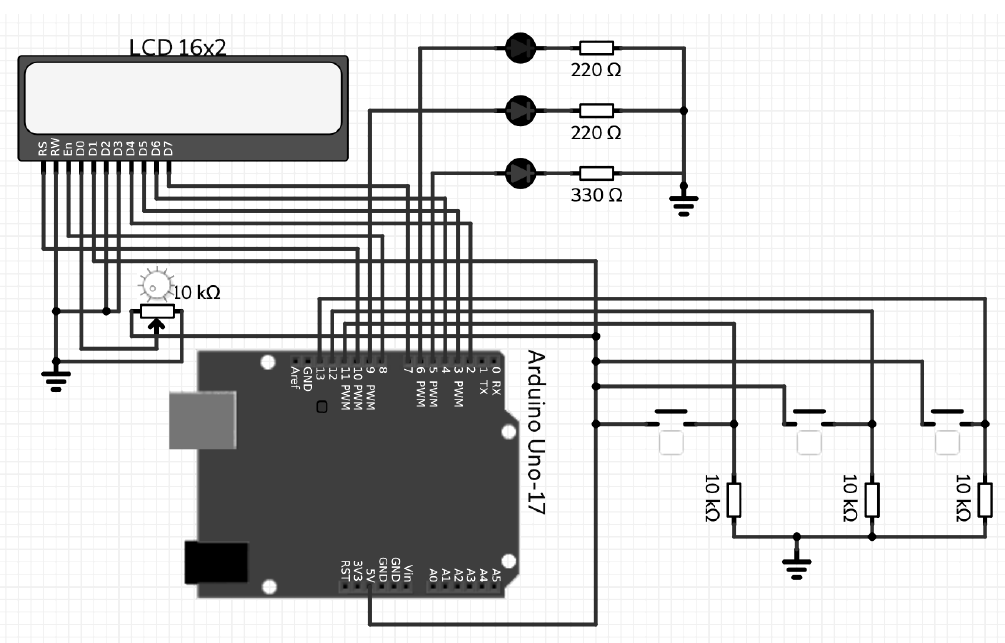 LCD 16x2
RS RW En D0 D1 D2 D3 D4 D5 D6 D7
220 Ω
220 Ω
330 Ω
10 kΩ
Aref
GND
13
12
11 PWM
10 PWM
9 PWM
8
7
6 PWM
5 PWM
4
3 PWM
2
1 TX
0 RX
Arduino Uno-17
RST
3V3
5V
GND
GND
Vin
A0
A1
A2
A3
A4
A5
10 kΩ
10 kΩ
10 kΩ